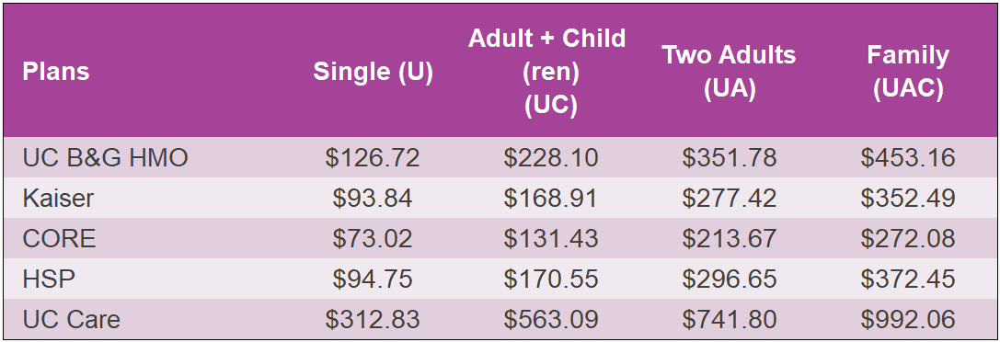 Plans Single (U) Adult + Child (ren) (UC) Two Adults (UA) Family (UAC)
UC B&G HMO $126.72 $228.10 $351.78 $453.16
Kaiser $93.84 $168.91 $277.42 $352.49
CORE $73.02 $131.43 $213.67 $272.08
HSP $94.75 $170.55 $296.65 $372.45
UC Care $312.83 $563.09 $741.80 $992.06